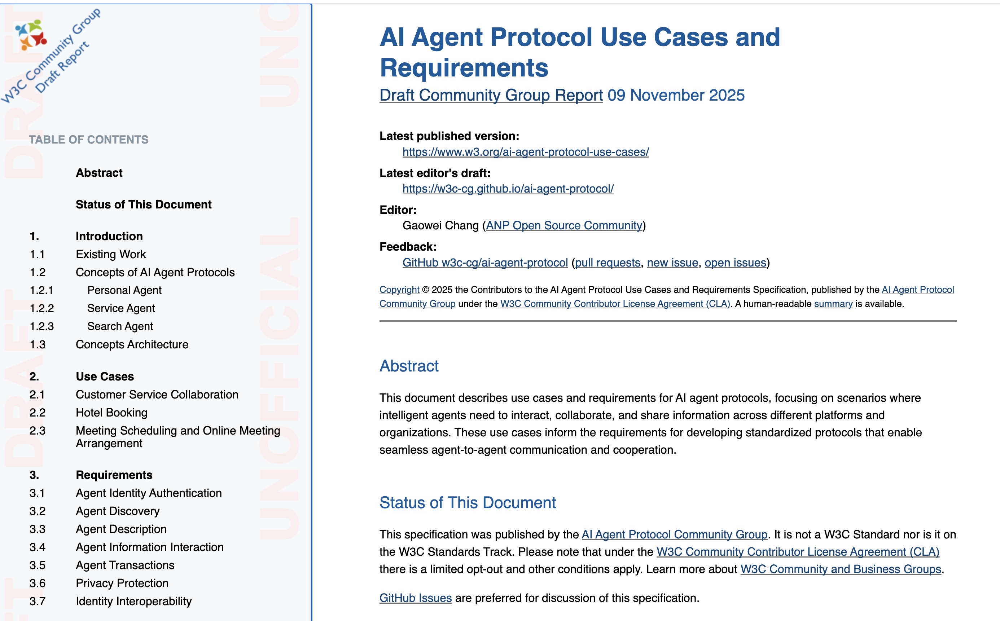 W3C Community Group
Draft Report
TABLE OF CONTENTS
Abstract
Status of This Document
1. Introduction
1.1 Existing Work
1.2 Concepts of AI Agent Protocols
1.2.1 Personal Agent
1.2.2 Service Agent
1.2.3 Search Agent
1.3 Concepts Architecture
2. Use Cases
2.1 Customer Service Collaboration
2.2 Hotel Booking
2.3 Meeting Scheduling and Online Meeting
Arrangement
3. Requirements
3.1 Agent Identity Authentication
3.2 Agent Discovery
3.3 Agent Description
3.4 Agent Information Interaction
3.5 Agent Transactions
3.6 Privacy Protection
3.7 Identity Interoperability
DRAFT
UNOFFICIAL
DRAFT
AI Agent Protocol Use Cases and
Requirements
Draft Community Group Report 09 November 2025
Latest published version:
https://www.w3.org/ai-agent-protocol-use-cases/
Latest editor's draft:
https://w3c-cg.github.io/ai-agent-protocol/
Editor:
Gaowei Chang (ANP Open Source Community)
Feedback:
GitHub w3c-cg/ai-agent-protocol (pull requests, new issue, open issues)
Copyright © 2025 the Contributors to the AI Agent Protocol Use Cases and Requirements Specification, published by the AI Agent Protocol
Community Group under the W3C Community Contributor License Agreement (CLA). A human-readable summary is available.
Abstract
This document describes use cases and requirements for AI agent protocols, focusing on scenarios where
intelligent agents need to interact, collaborate, and share information across different platforms and
organizations. These use cases inform the requirements for developing standardized protocols that enable
seamless agent-to-agent communication and cooperation.
Status of This Document
This specification was published by the AI Agent Protocol Community Group. It is not a W3C Standard nor is it on
the W3C Standards Track. Please note that under the W3C Community Contributor License Agreement (CLA)
there is a limited opt-out and other conditions apply. Learn more about W3C Community and Business Groups.
GitHub Issues are preferred for discussion of this specification.